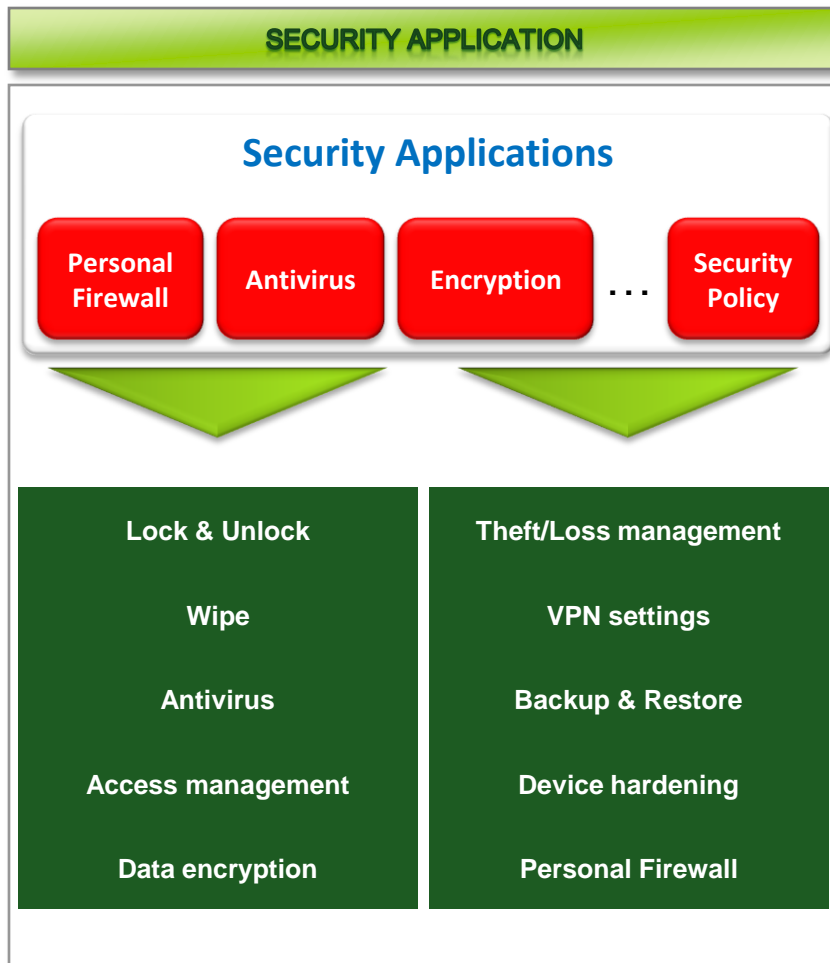 SECURITY APPLICATION
Security Applications
Personal
Firewall
Antivirus
Encryption
...
Security
Policy
Lock & Unlock
Wipe
Antivirus
Access management
Data encryption
Theft/Loss management
VPN settings
Backup & Restore
Device hardening
Personal Firewall